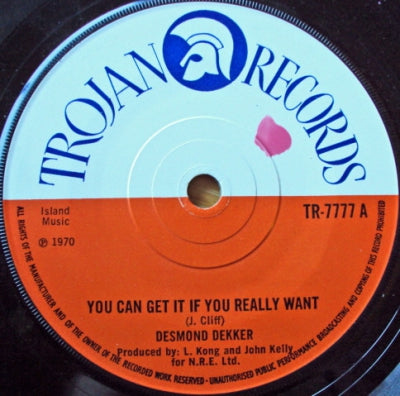 TROJAN RECORDS
Island
Music
℗ 1970
TR-7777 A
YOU CAN GET IT IF YOU REALLY WANT
(J. Cliff)
DESMOND DEKKER
Produced by: L. Kong and John Kelly
for N.R.E. Ltd.
ALL RIGHTS OF THE MANUFACTURER AND OF THE OWNER OF THE RECORDED WORK RESERVED - UNAUTHORISED PUBLIC PERFORMANCE BROADCASTING AND COPYING OF THIS RECORD PROHIBITED